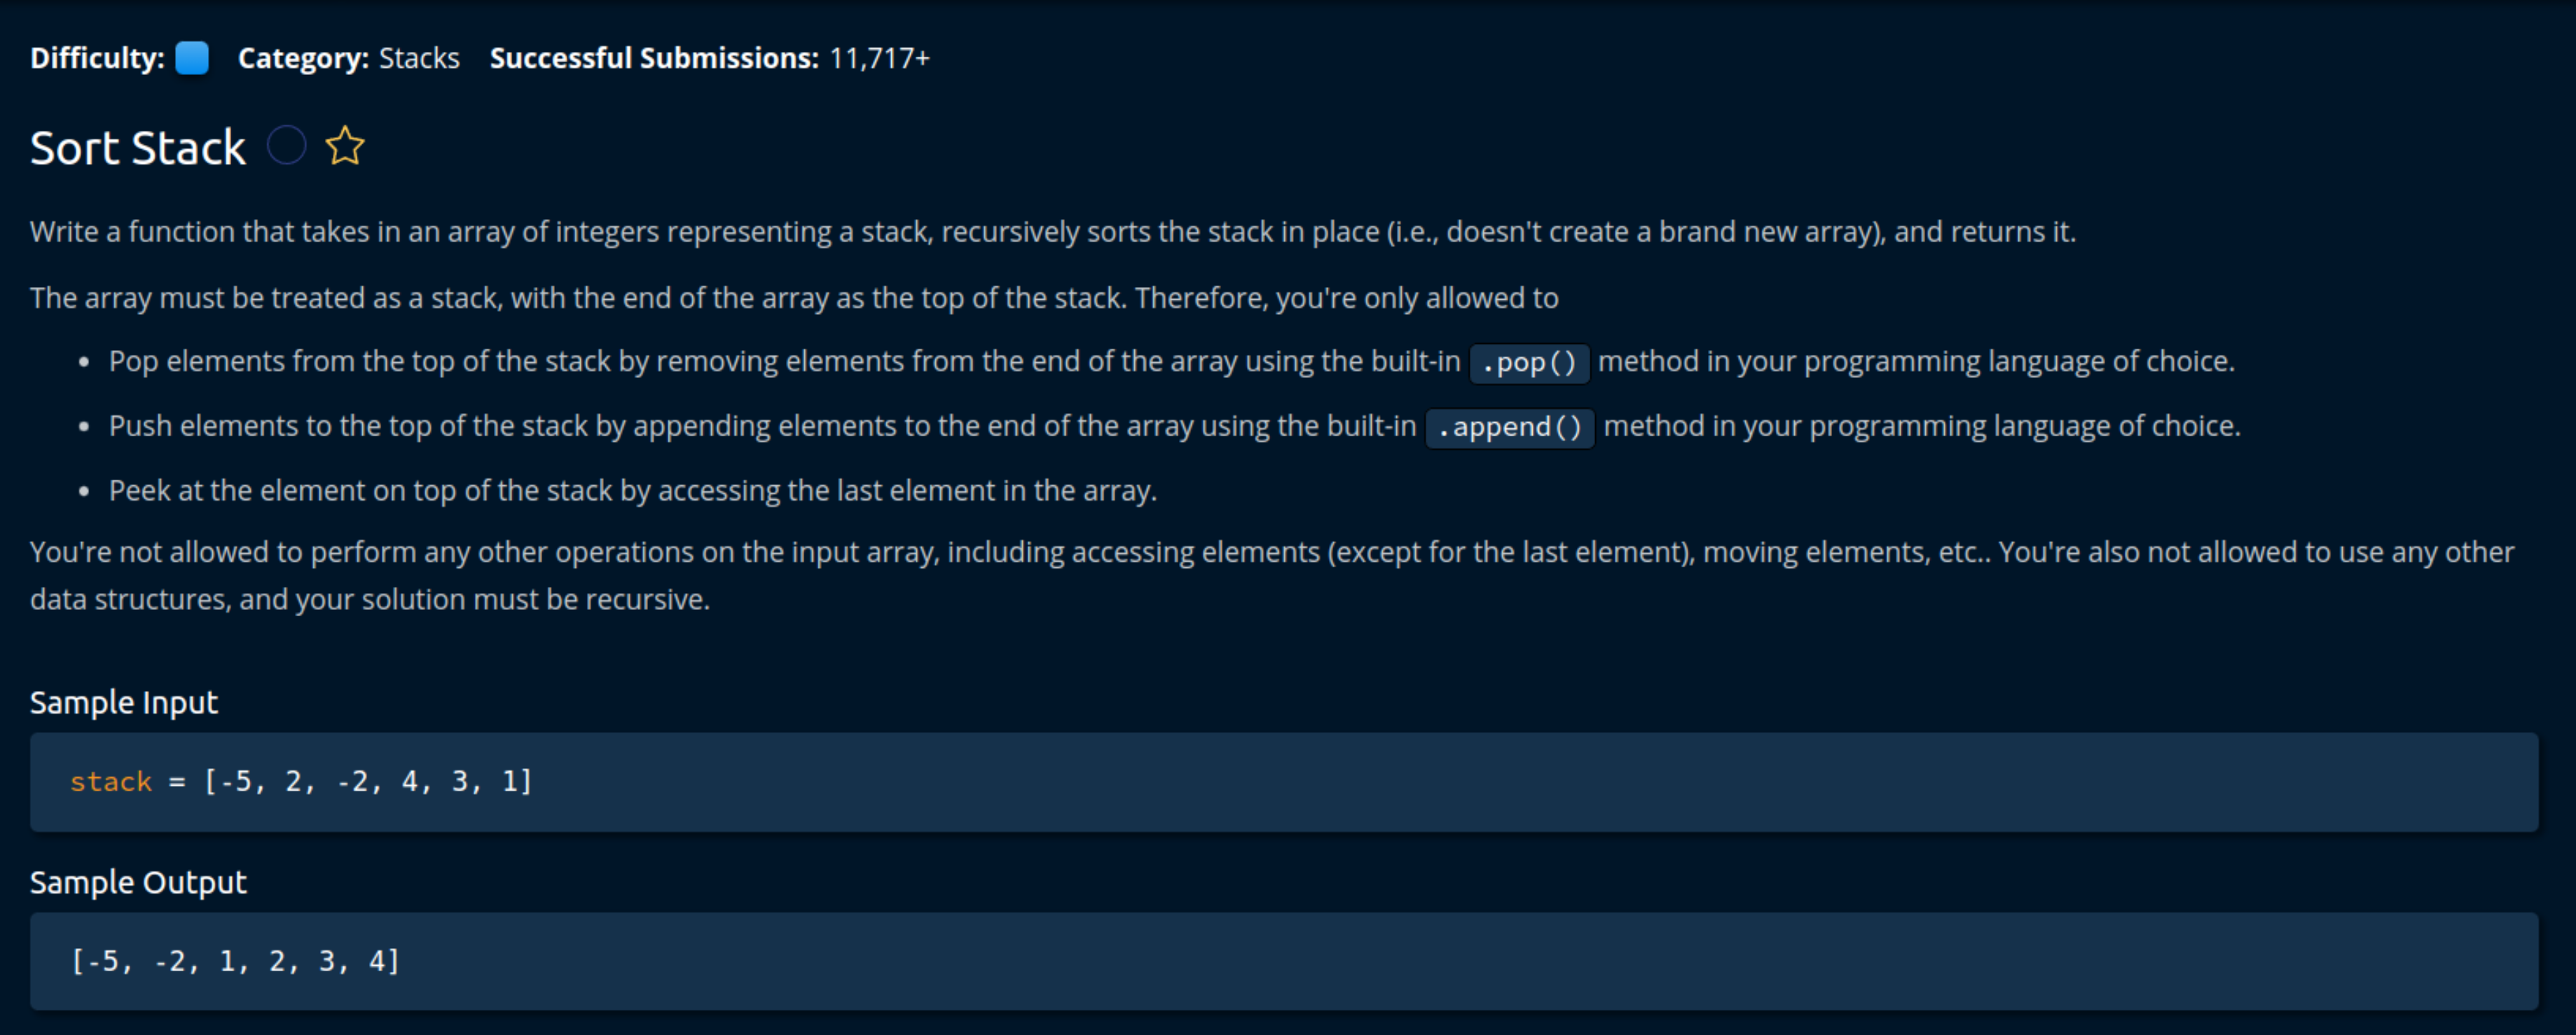 Difficulty: Category: Stacks Successful Submissions: 11,717+
Sort Stack
Write a function that takes in an array of integers representing a stack, recursively sorts the stack in place (i.e., doesn't create a brand new array), and returns it.
The array must be treated as a stack, with the end of the array as the top of the stack. Therefore, you're only allowed to
• Pop elements from the top of the stack by removing elements from the end of the array using the built-in .pop() method in your programming language of choice.
• Push elements to the top of the stack by appending elements to the end of the array using the built-in .append() method in your programming language of choice.
• Peek at the element on top of the stack by accessing the last element in the array.
You're not allowed to perform any other operations on the input array, including accessing elements (except for the last element), moving elements, etc.. You're also not allowed to use any other
data structures, and your solution must be recursive.
Sample Input
stack = [-5, 2, -2, 4, 3, 1]
Sample Output
[-5, -2, 1, 2, 3, 4]